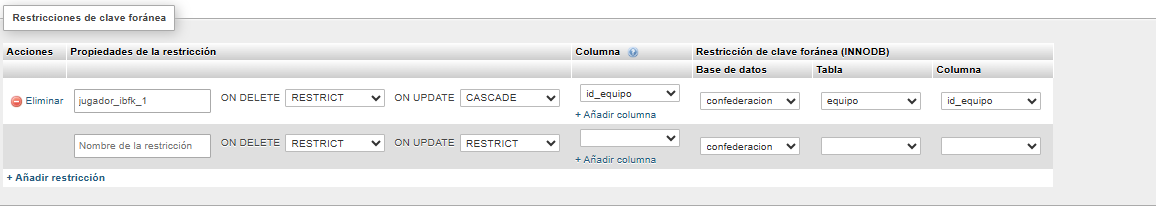 Restricciones de clave foránea
Acciones Propiedades de la restricción Columna Restricción de clave foránea (INNODB)
Base de datos Tabla Columna
Eliminar jugador_ibfk_1 ON DELETE RESTRICT ON UPDATE CASCADE id_equipo confederacion equipo id_equipo
+ Añadir columna
Nombre de la restricción ON DELETE RESTRICT ON UPDATE RESTRICT confederacion
+ Añadir columna
+ Añadir restricción